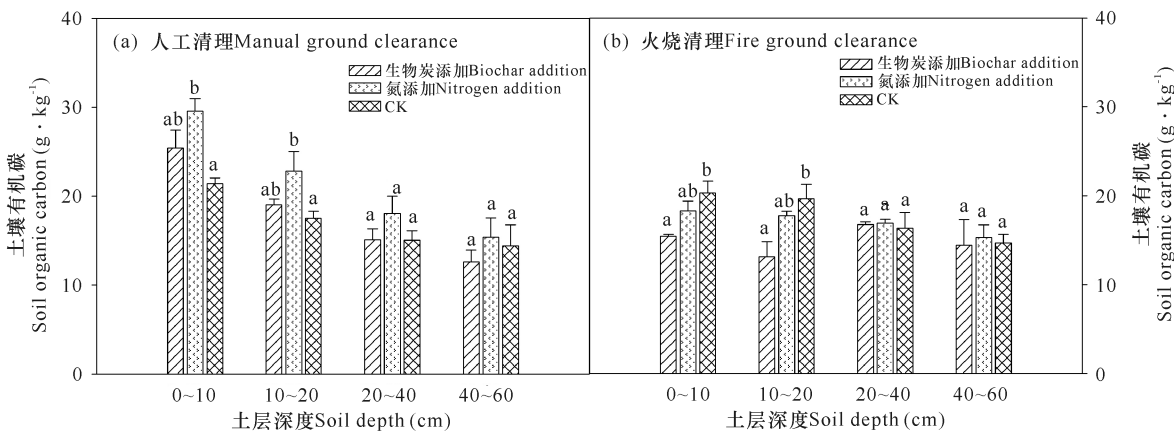 (a) 人工清理Manual ground clearance
生物炭添加Biochar addition
氮添加Nitrogen addition
CK
土壤有机碳
Soil organic carbon (g · kg⁻¹)
40
30
20
10
0
ab b a
ab b a
a a a
a a a
0~10 10~20 20~40 40~60
土层深度Soil depth (cm)
(b) 火烧清理Fire ground clearance
生物炭添加Biochar addition
氮添加Nitrogen addition
CK
a ab b
a ab b
a a a
a a a
0~10 10~20 20~40 40~60
土层深度Soil depth (cm)
40
30
20
10
0
土壤有机碳
Soil organic carbon (g · kg⁻¹)